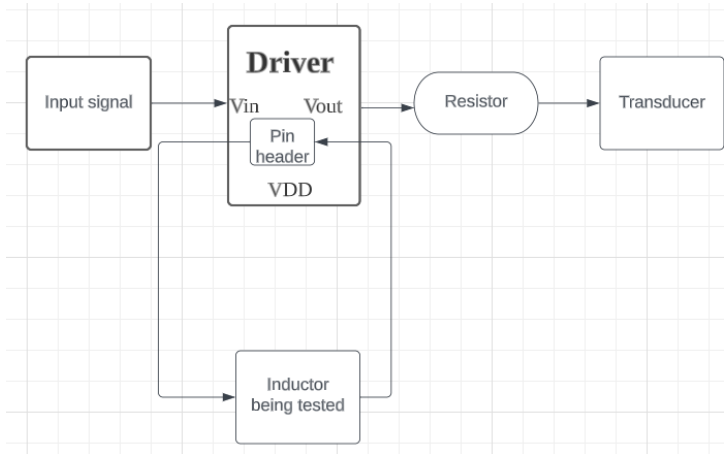 Driver
Input signal
Vin
Vout
Resistor
Transducer
Pin
header
VDD
Inductor
being tested